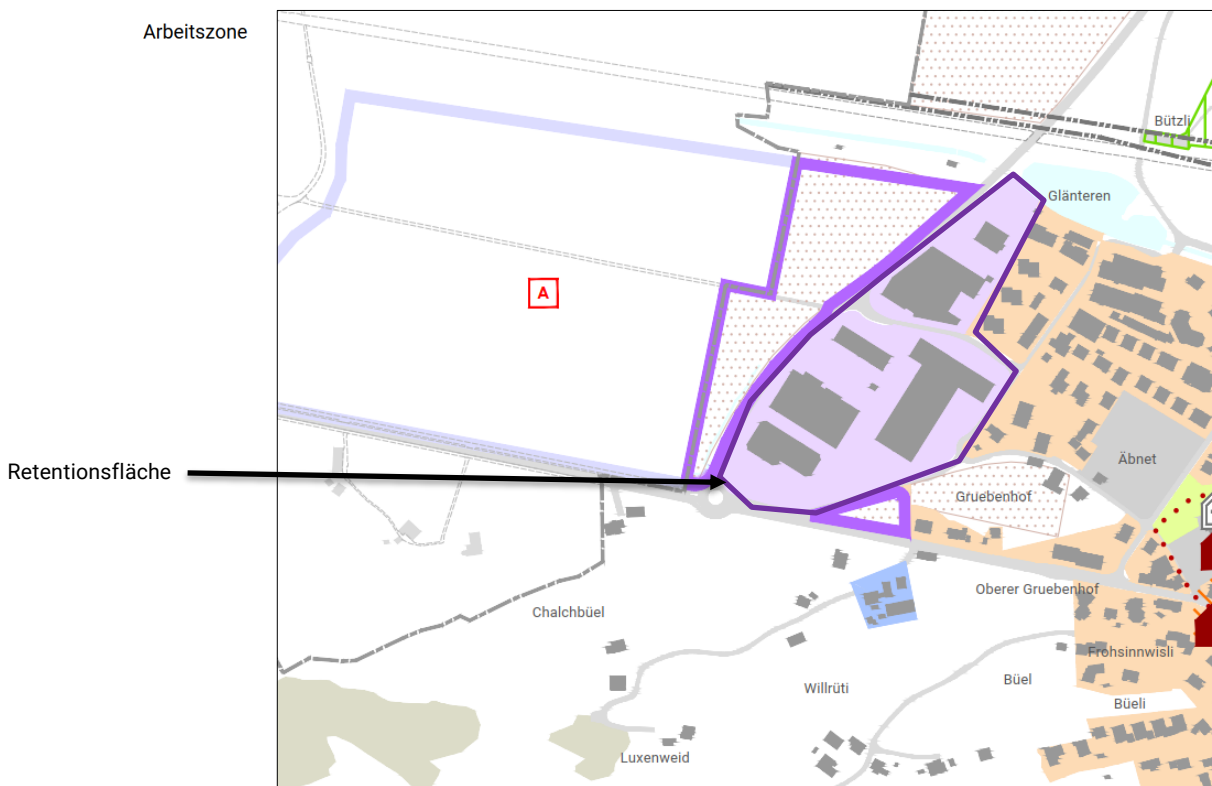 Arbeitszone
Bützli
Glänteren
A
Äbnet
Retentionsfläche
Gruebenhof
Oberer Gruebenhof
Chalchbüel
Frohsinnwisli
Büel
Willrüti
Büeli
Luxenweid